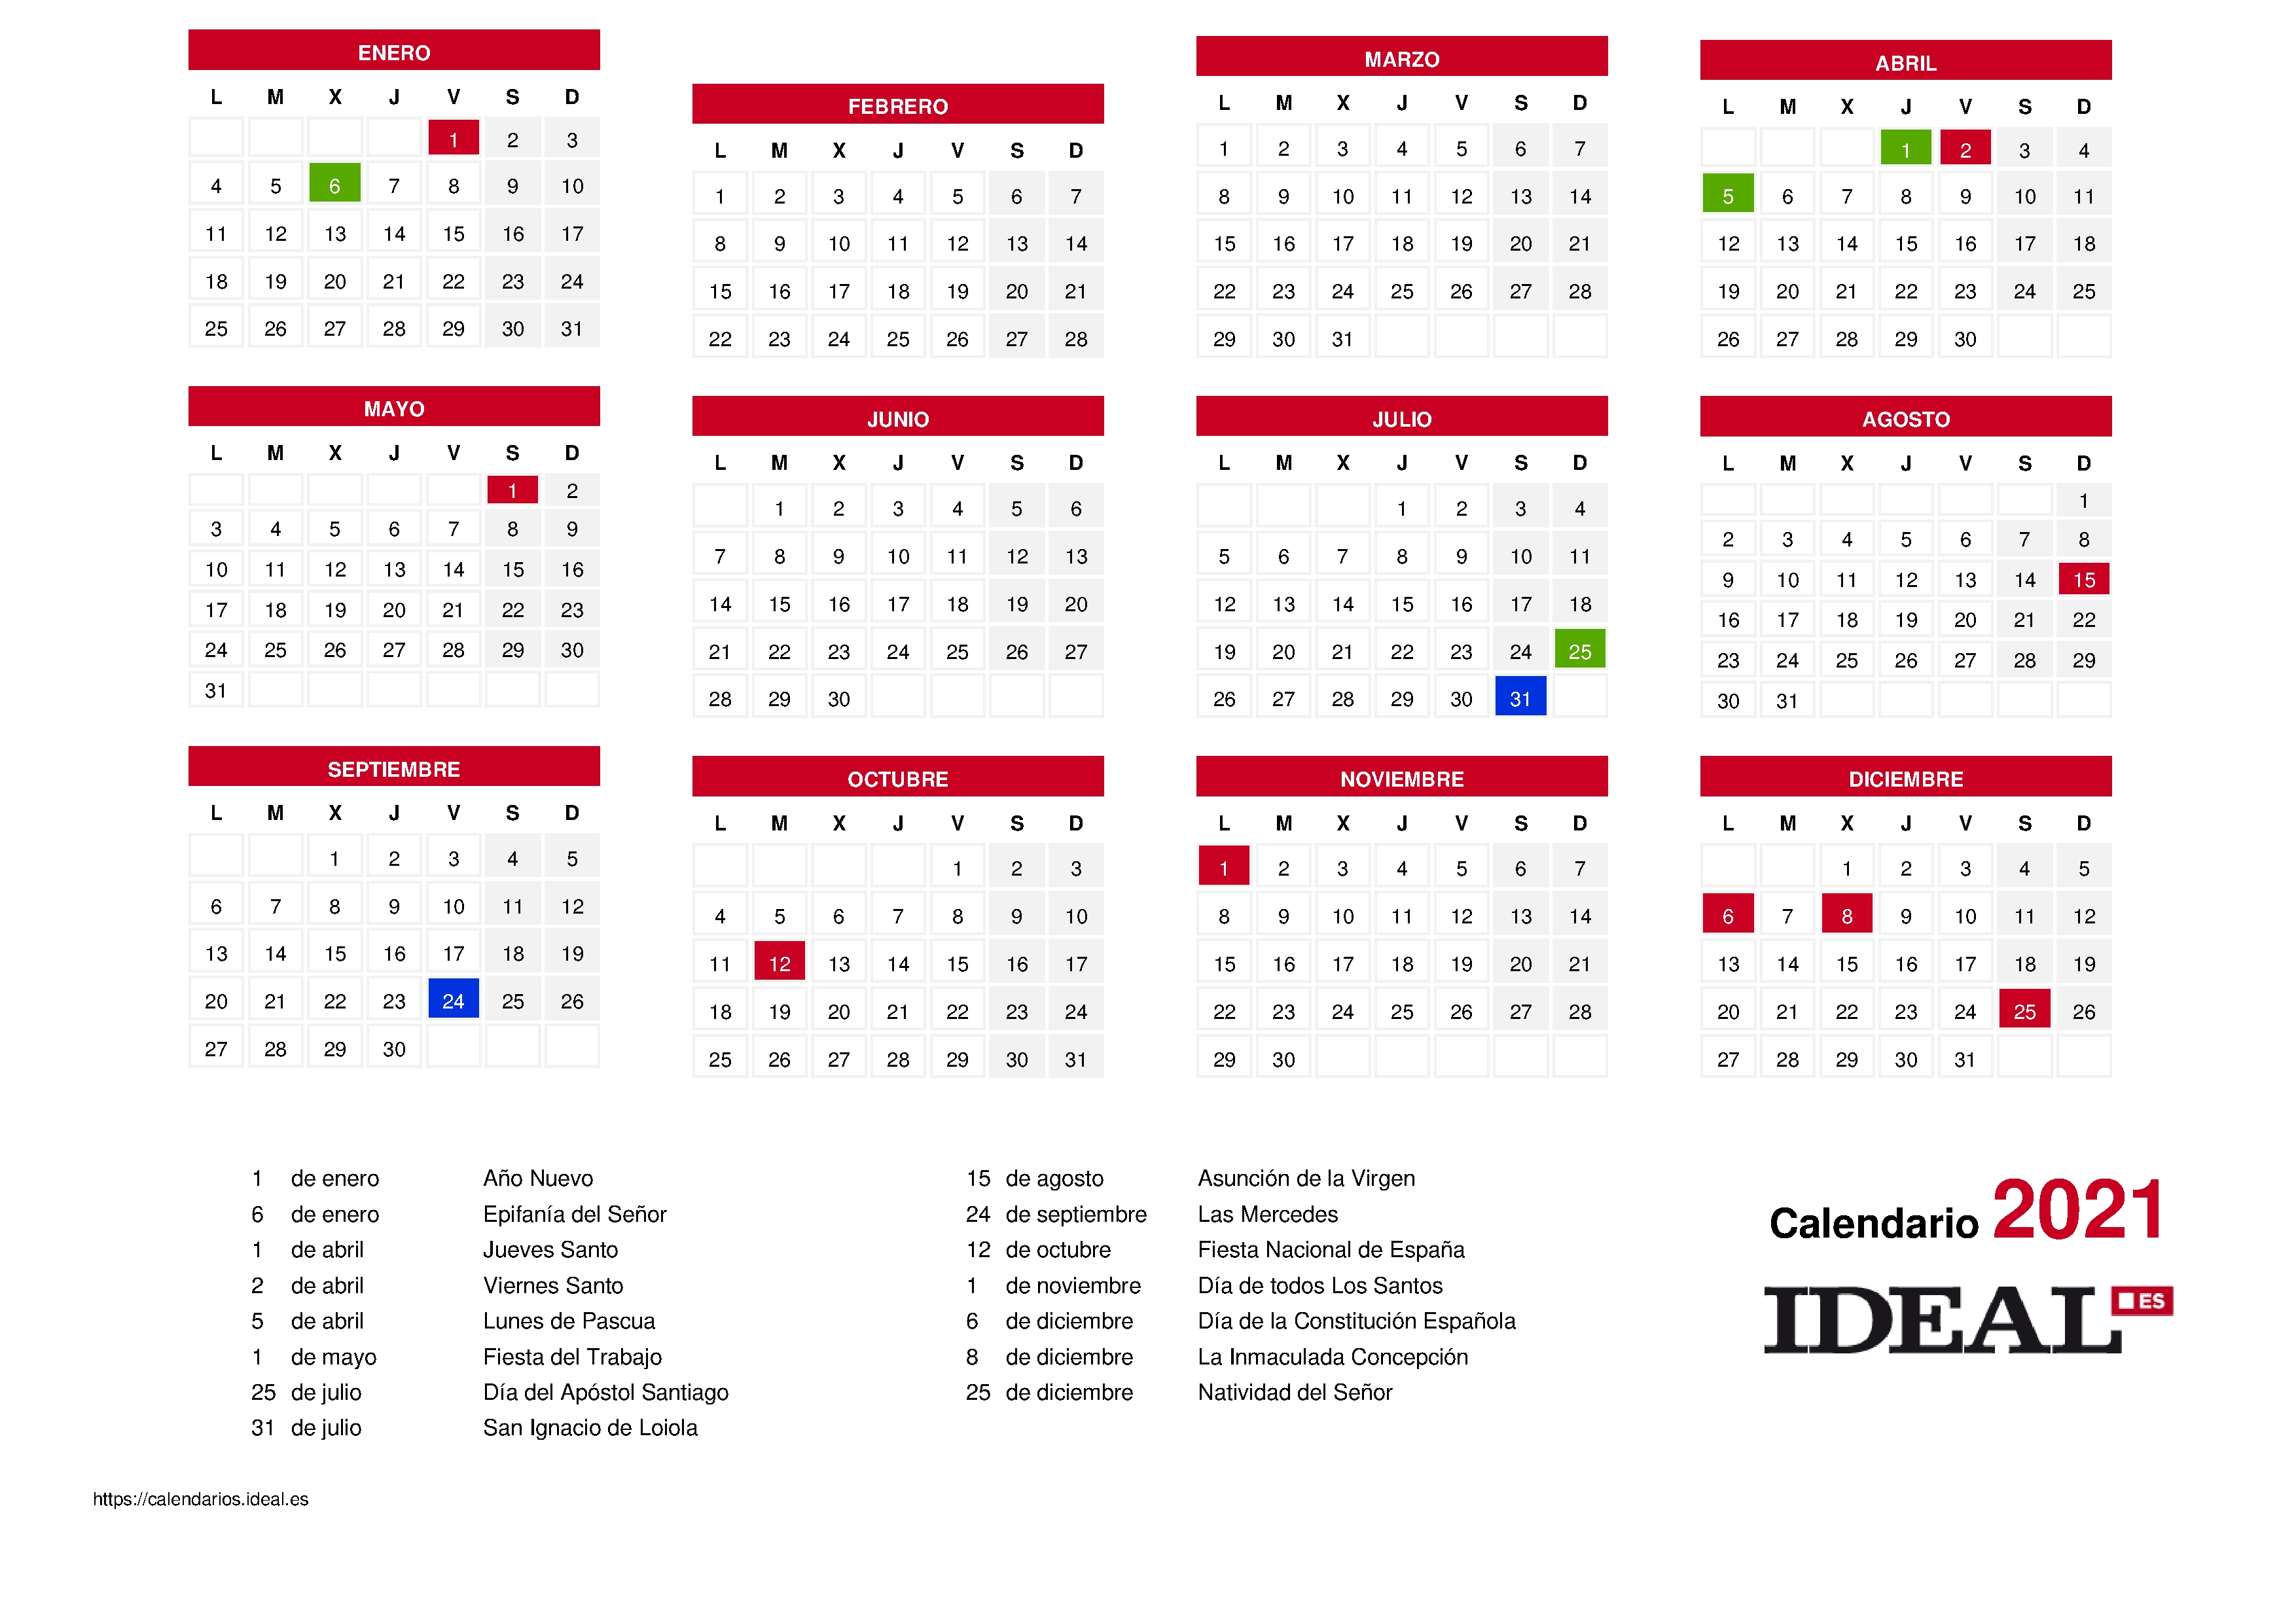 ENERO
L M X J V S D
1 2 3
4 5 6 7 8 9 10
11 12 13 14 15 16 17
18 19 20 21 22 23 24
25 26 27 28 29 30 31
FEBRERO
L M X J V S D
1 2 3 4 5 6 7
8 9 10 11 12 13 14
15 16 17 18 19 20 21
22 23 24 25 26 27 28
MARZO
L M X J V S D
1 2 3 4 5 6 7
8 9 10 11 12 13 14
15 16 17 18 19 20 21
22 23 24 25 26 27 28
29 30 31
ABRIL
L M X J V S D
1 2 3 4
5 6 7 8 9 10 11
12 13 14 15 16 17 18
19 20 21 22 23 24 25
26 27 28 29 30
MAYO
L M X J V S D
1 2
3 4 5 6 7 8 9
10 11 12 13 14 15 16
17 18 19 20 21 22 23
24 25 26 27 28 29 30
31
JUNIO
L M X J V S D
1 2 3 4 5 6
7 8 9 10 11 12 13
14 15 16 17 18 19 20
21 22 23 24 25 26 27
28 29 30
JULIO
L M X J V S D
1 2 3 4
5 6 7 8 9 10 11
12 13 14 15 16 17 18
19 20 21 22 23 24 25
26 27 28 29 30 31
AGOSTO
L M X J V S D
1
2 3 4 5 6 7 8
9 10 11 12 13 14 15
16 17 18 19 20 21 22
23 24 25 26 27 28 29
30 31
SEPTIEMBRE
L M X J V S D
1 2 3 4 5
6 7 8 9 10 11 12
13 14 15 16 17 18 19
20 21 22 23 24 25 26
27 28 29 30
OCTUBRE
L M X J V S D
1 2 3
4 5 6 7 8 9 10
11 12 13 14 15 16 17
18 19 20 21 22 23 24
25 26 27 28 29 30 31
NOVIEMBRE
L M X J V S D
1 2 3 4 5 6 7
8 9 10 11 12 13 14
15 16 17 18 19 20 21
22 23 24 25 26 27 28
29 30
DICIEMBRE
L M X J V S D
1 2 3 4 5
6 7 8 9 10 11 12
13 14 15 16 17 18 19
20 21 22 23 24 25 26
27 28 29 30 31
1 de enero Año Nuevo
6 de enero Epifanía del Señor
1 de abril Jueves Santo
2 de abril Viernes Santo
5 de abril Lunes de Pascua
1 de mayo Fiesta del Trabajo
25 de julio Día del Apóstol Santiago
31 de julio San Ignacio de Loiola
15 de agosto Asunción de la Virgen
24 de septiembre Las Mercedes
12 de octubre Fiesta Nacional de España
1 de noviembre Día de todos Los Santos
6 de diciembre Día de la Constitución Española
8 de diciembre La Inmaculada Concepción
25 de diciembre Natividad del Señor
Calendario 2021
IDEAL ES
https://calendarios.ideal.es